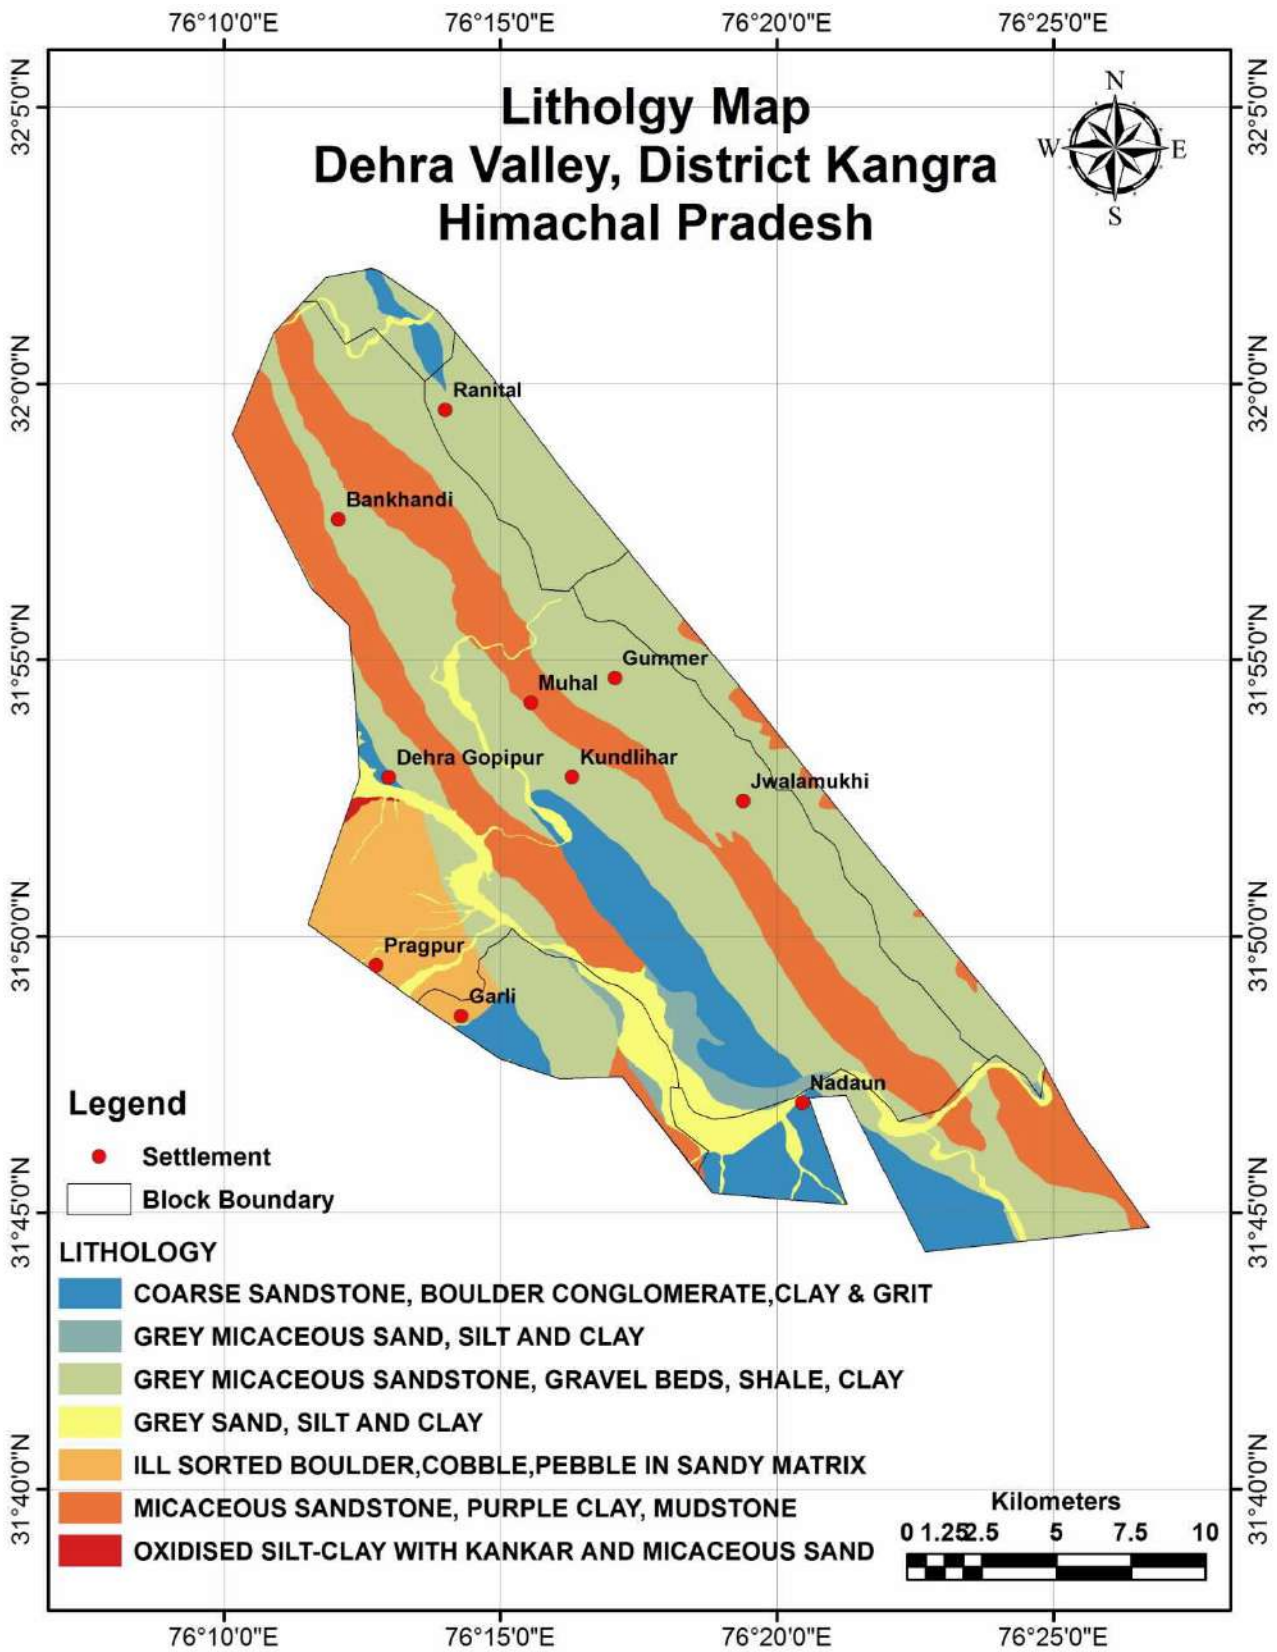 76°10'0"E 76°15'0"E 76°20'0"E 76°25'0"E
32°5'0"N
32°5'0"N
Litholgy Map
Dehra Valley, District Kangra
Himachal Pradesh
N
W E
S
32°0'0"N
32°0'0"N
Ranital
Bankhandi
31°55'0"N
31°55'0"N
Gummer
Muhal
Dehra Gopipur
Kundlihar
Jwalamukhi
31°50'0"N
31°50'0"N
Pragpur
Garli
Nadaun
Legend
Settlement
Block Boundary
31°45'0"N
31°45'0"N
LITHOLOGY
COARSE SANDSTONE, BOULDER CONGLOMERATE,CLAY & GRIT
GREY MICACEOUS SAND, SILT AND CLAY
GREY MICACEOUS SANDSTONE, GRAVEL BEDS, SHALE, CLAY
GREY SAND, SILT AND CLAY
ILL SORTED BOULDER,COBBLE,PEBBLE IN SANDY MATRIX
MICACEOUS SANDSTONE, PURPLE CLAY, MUDSTONE
OXIDISED SILT-CLAY WITH KANKAR AND MICACEOUS SAND
31°40'0"N
31°40'0"N
Kilometers
0 1.25 2.5 5 7.5 10
76°10'0"E 76°15'0"E 76°20'0"E 76°25'0"E